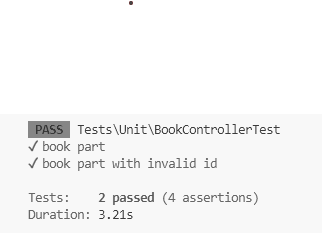 PASS Tests\Unit\BookControllerTest
✓ book part
✓ book part with invalid id
Tests: 2 passed (4 assertions)
Duration: 3.21s